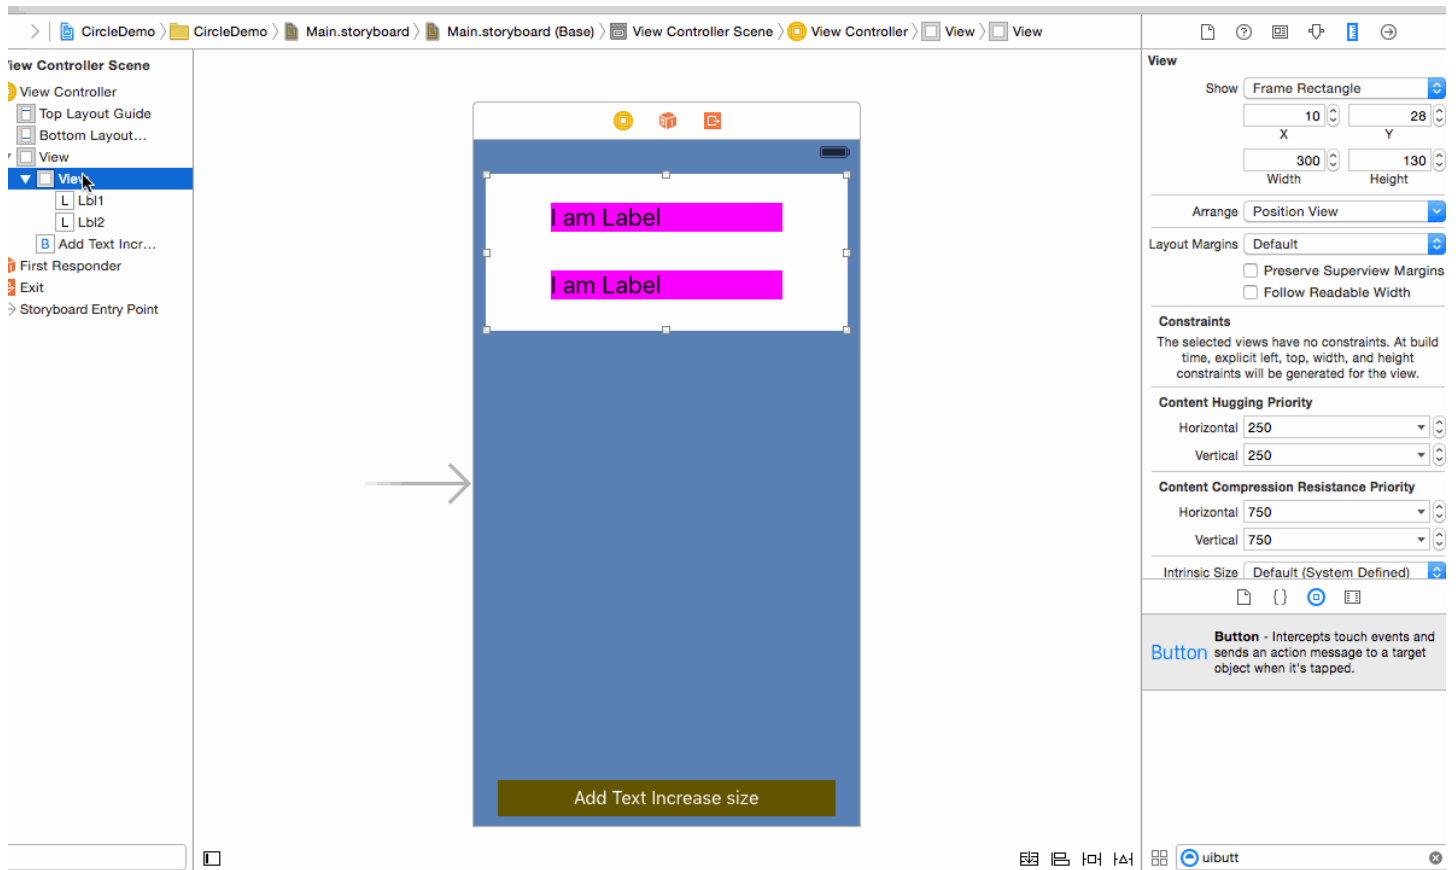 CircleDemo CircleDemo Main.storyboard Main.storyboard (Base) View Controller Scene View Controller View View
iew Controller Scene
View Controller
Top Layout Guide
Bottom Layout...
View
View
L Lbl1
L Lbl2
B Add Text Incr...
First Responder
Exit
Storyboard Entry Point
I am Label
I am Label
Add Text Increase size
View
Show Frame Rectangle
10 28
X Y
300 130
Width Height
Arrange Position View
Layout Margins Default
Preserve Superview Margins
Follow Readable Width
Constraints
The selected views have no constraints. At build
time, explicit left, top, width, and height
constraints will be generated for the view.
Content Hugging Priority
Horizontal 250
Vertical 250
Content Compression Resistance Priority
Horizontal 750
Vertical 750
Intrinsic Size Default (System Defined)
{}
Button - Intercepts touch events and
Button sends an action message to a target
object when it's tapped.
uibutt